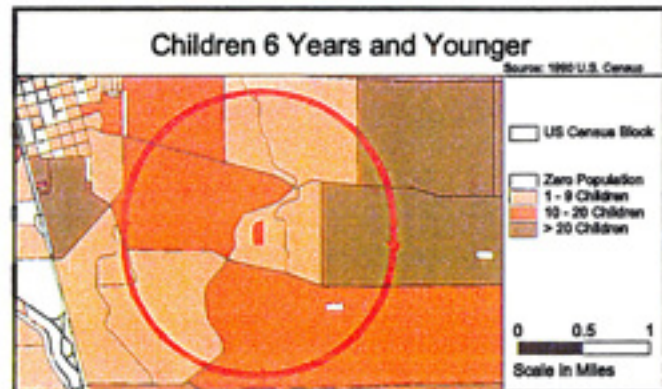 Children 6 Years and Younger
Source: 1990 U.S. Census
US Census Block
Zero Population
1 - 9 Children
10 - 20 Children
> 20 Children
0 0.5 1
Scale in Miles